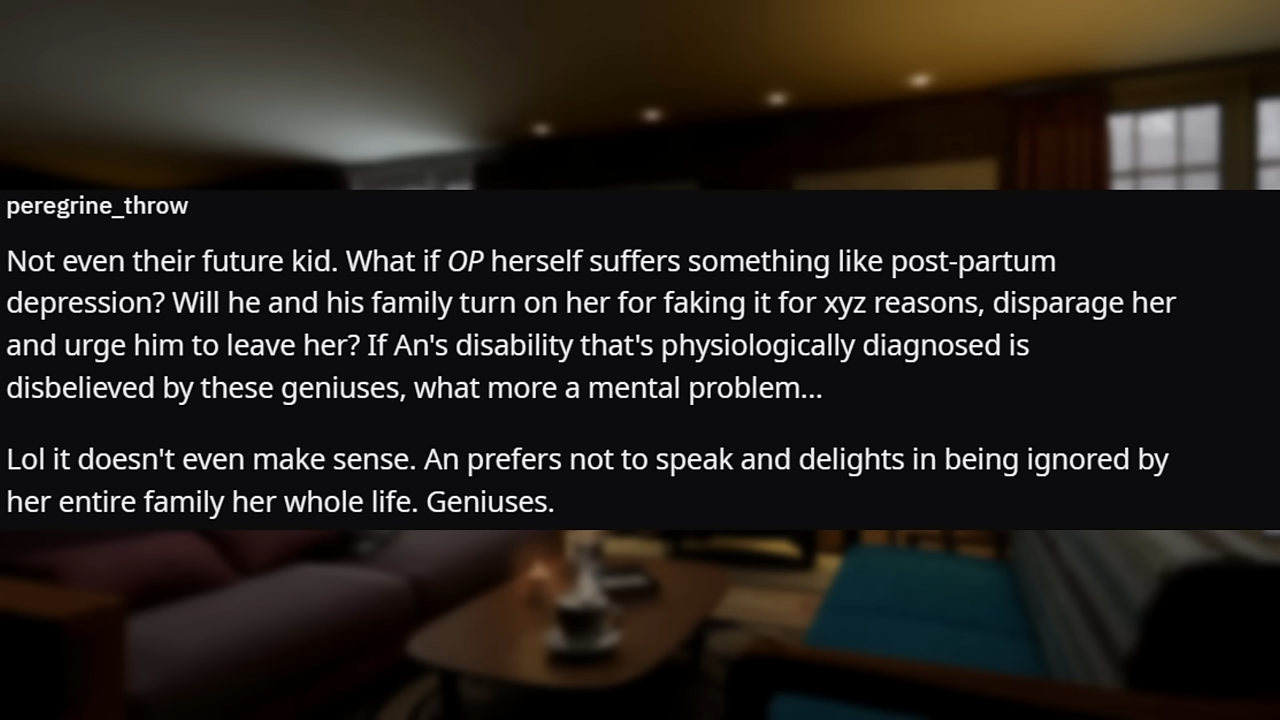 peregrine_throw
Not even their future kid. What if OP herself suffers something like post-partum
depression? Will he and his family turn on her for faking it for xyz reasons, disparage her
and urge him to leave her? If An's disability that's physiologically diagnosed is
disbelieved by these geniuses, what more a mental problem...
Lol it doesn't even make sense. An prefers not to speak and delights in being ignored by
her entire family her whole life. Geniuses.